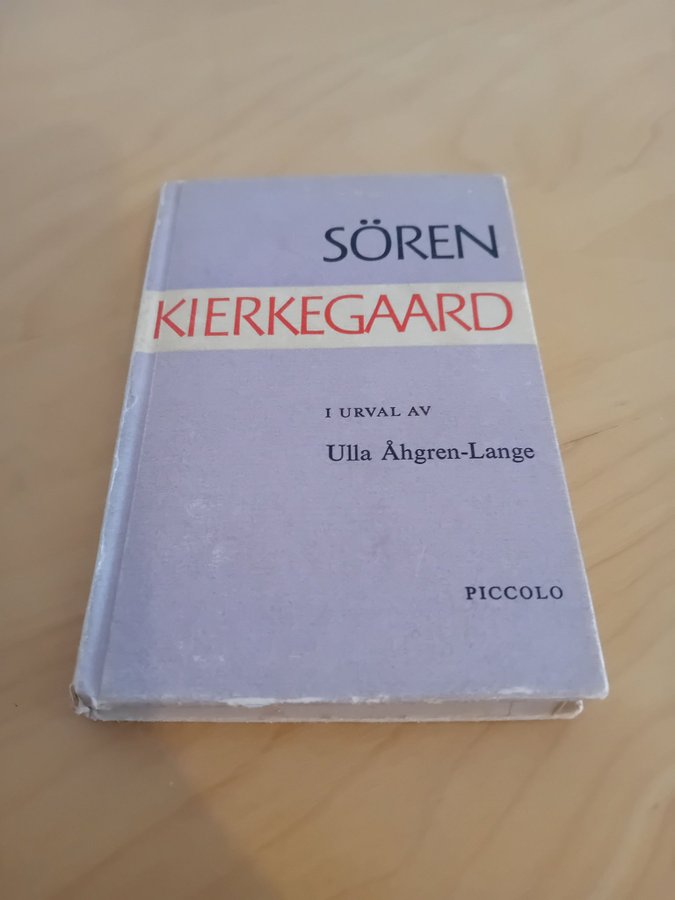 SÖREN
KIERKEGAARD
I URVAL AV
Ulla Åhgren-Lange
PICCOLO